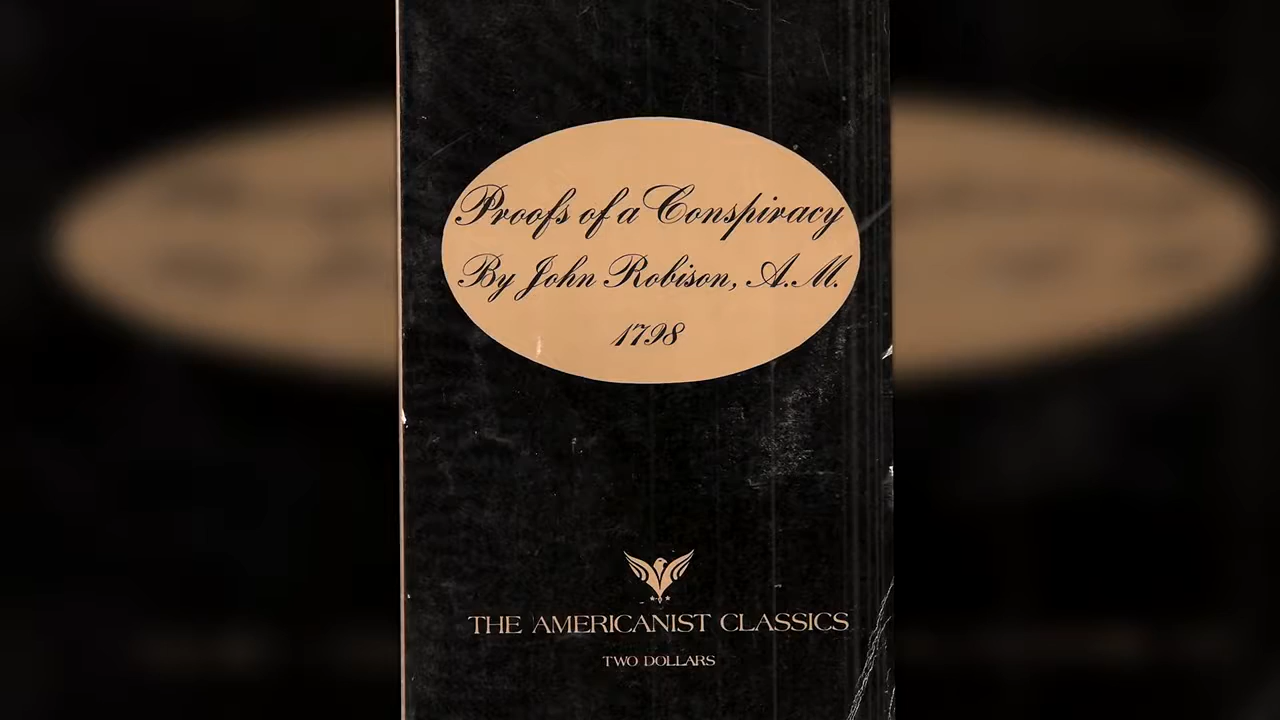 Proofs of a Conspiracy
By John Robison, A.M.
1798
THE AMERICANIST CLASSICS
TWO DOLLARS